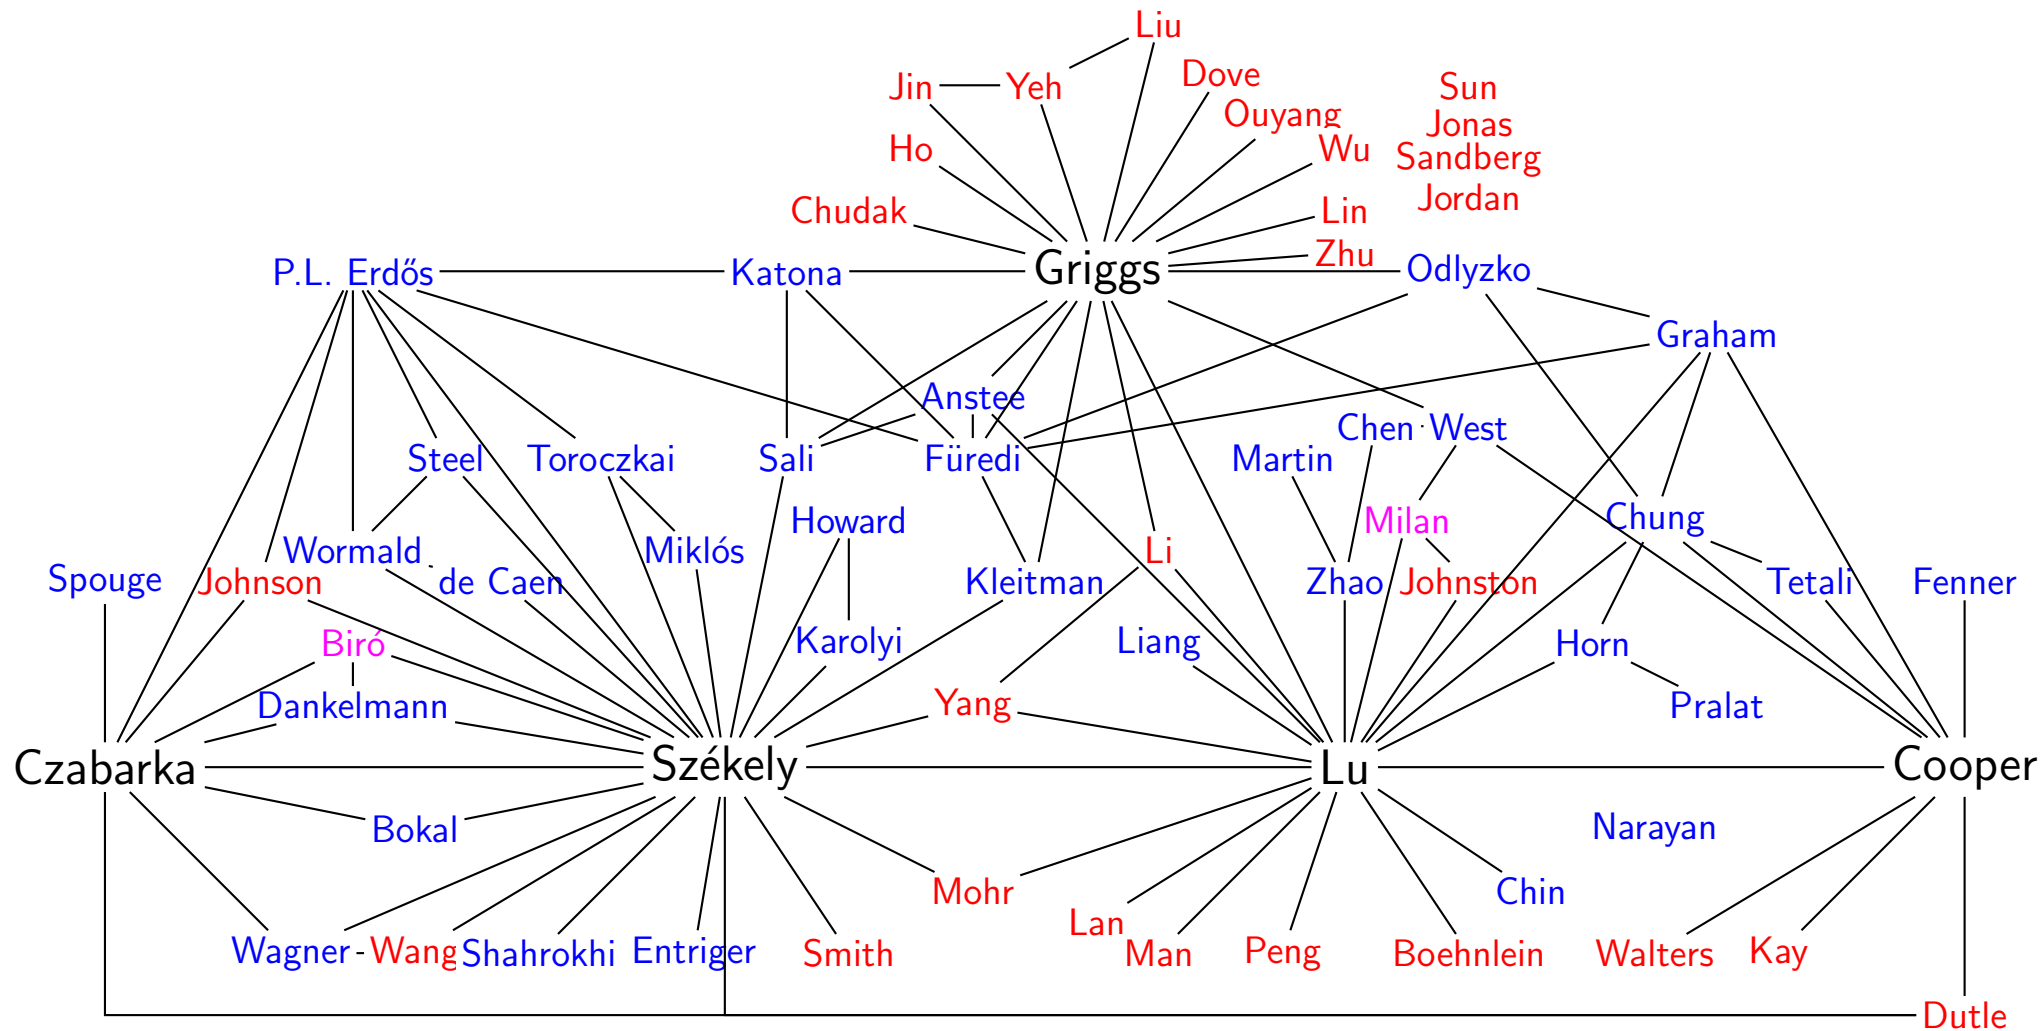 Liu
Jin
Yeh
Dove
Sun
Ouyang
Jonas
Ho
Wu
Sandberg
Chudak
Lin
Jordan
P.L. Erdős
Katona
Griggs
Zhu
Odlyzko
Graham
Anstee
Chen
West
Steel
Toroczkai
Sali
Füredi
Martin
Howard
Milan
Chung
Wormald
Miklós
Li
Spouge
Johnson
de Caen
Kleitman
Zhao
Johnston
Tetali
Fenner
Biró
Karolyi
Liang
Horn
Dankelmann
Yang
Pralat
Czabarka
Székely
Lu
Cooper
Bokal
Narayan
Mohr
Chin
Lan
Wagner
Wang
Shahrokhi
Entriger
Smith
Man
Peng
Boehnlein
Walters
Kay
Dutle